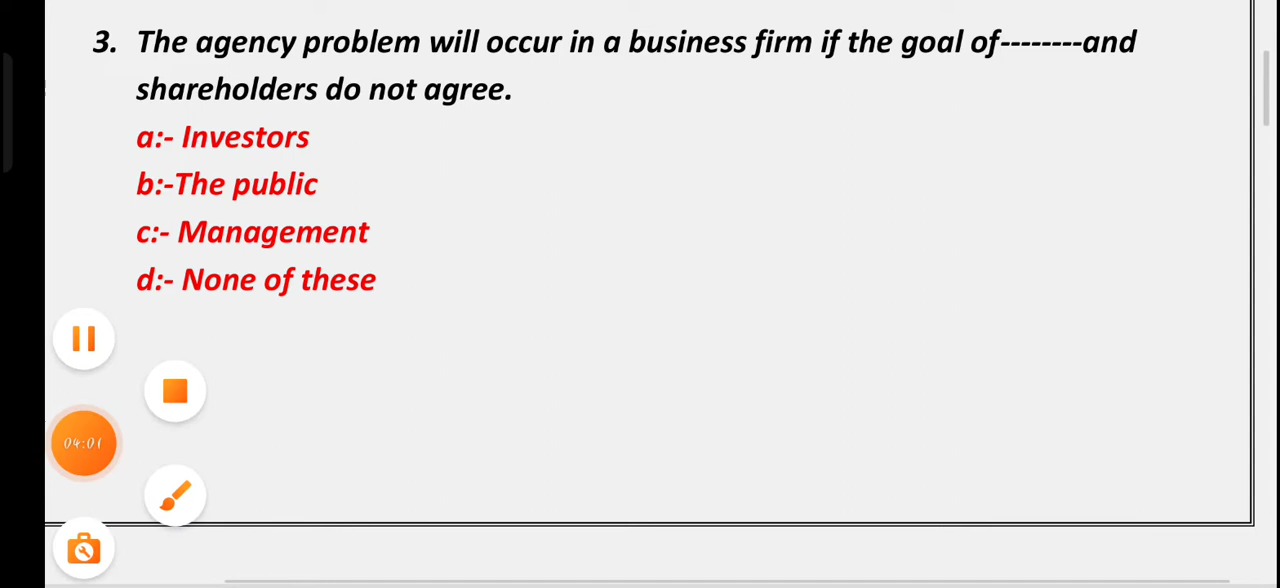 3. The agency problem will occur in a business firm if the goal of--------and
shareholders do not agree.
a:- Investors
b:-The public
c:- Management
d:- None of these
04:01